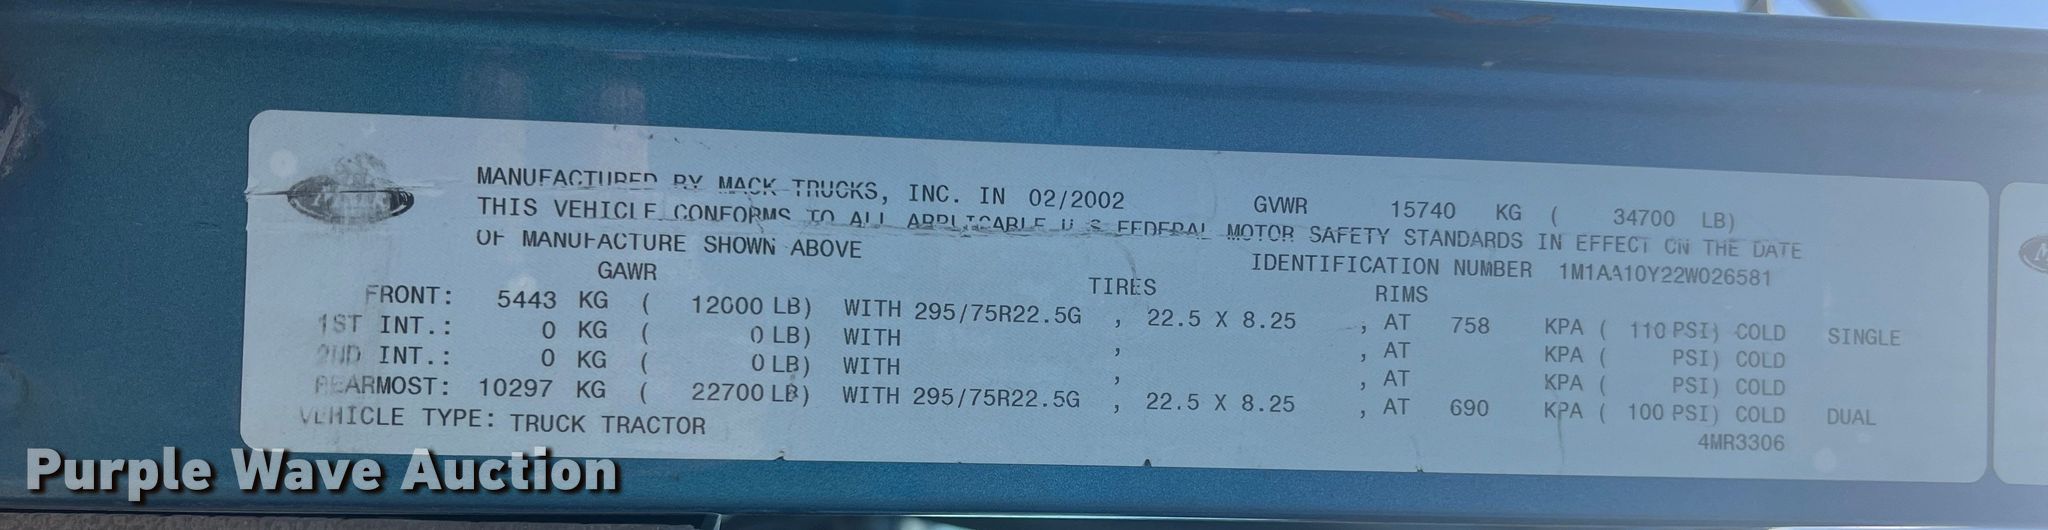 MANUFACTURED BY MACK TRUCKS, INC. IN 02/2002 GVWR 15740 KG ( 34700 LB)
THIS VEHICLE CONFORMS TO ALL APPLICABLE U.S. FEDERAL MOTOR SAFETY STANDARDS IN EFFECT ON THE DATE
OF MANUFACTURE SHOWN ABOVE IDENTIFICATION NUMBER 1M1AA10Y22W026581
GAWR TIRES RIMS
FRONT: 5443 KG ( 12000 LB) WITH 295/75R22.5G , 22.5 X 8.25 , AT 758 KPA ( 110 PSI) COLD SINGLE
1ST INT.: 0 KG ( 0 LB) WITH , , AT KPA ( PSI) COLD
2ND INT.: 0 KG ( 0 LB) WITH , , AT KPA ( PSI) COLD
REARMOST: 10297 KG ( 22700 LB) WITH 295/75R22.5G , 22.5 X 8.25 , AT 690 KPA ( 100 PSI) COLD DUAL
VEHICLE TYPE: TRUCK TRACTOR 4MR3306
Purple Wave Auction